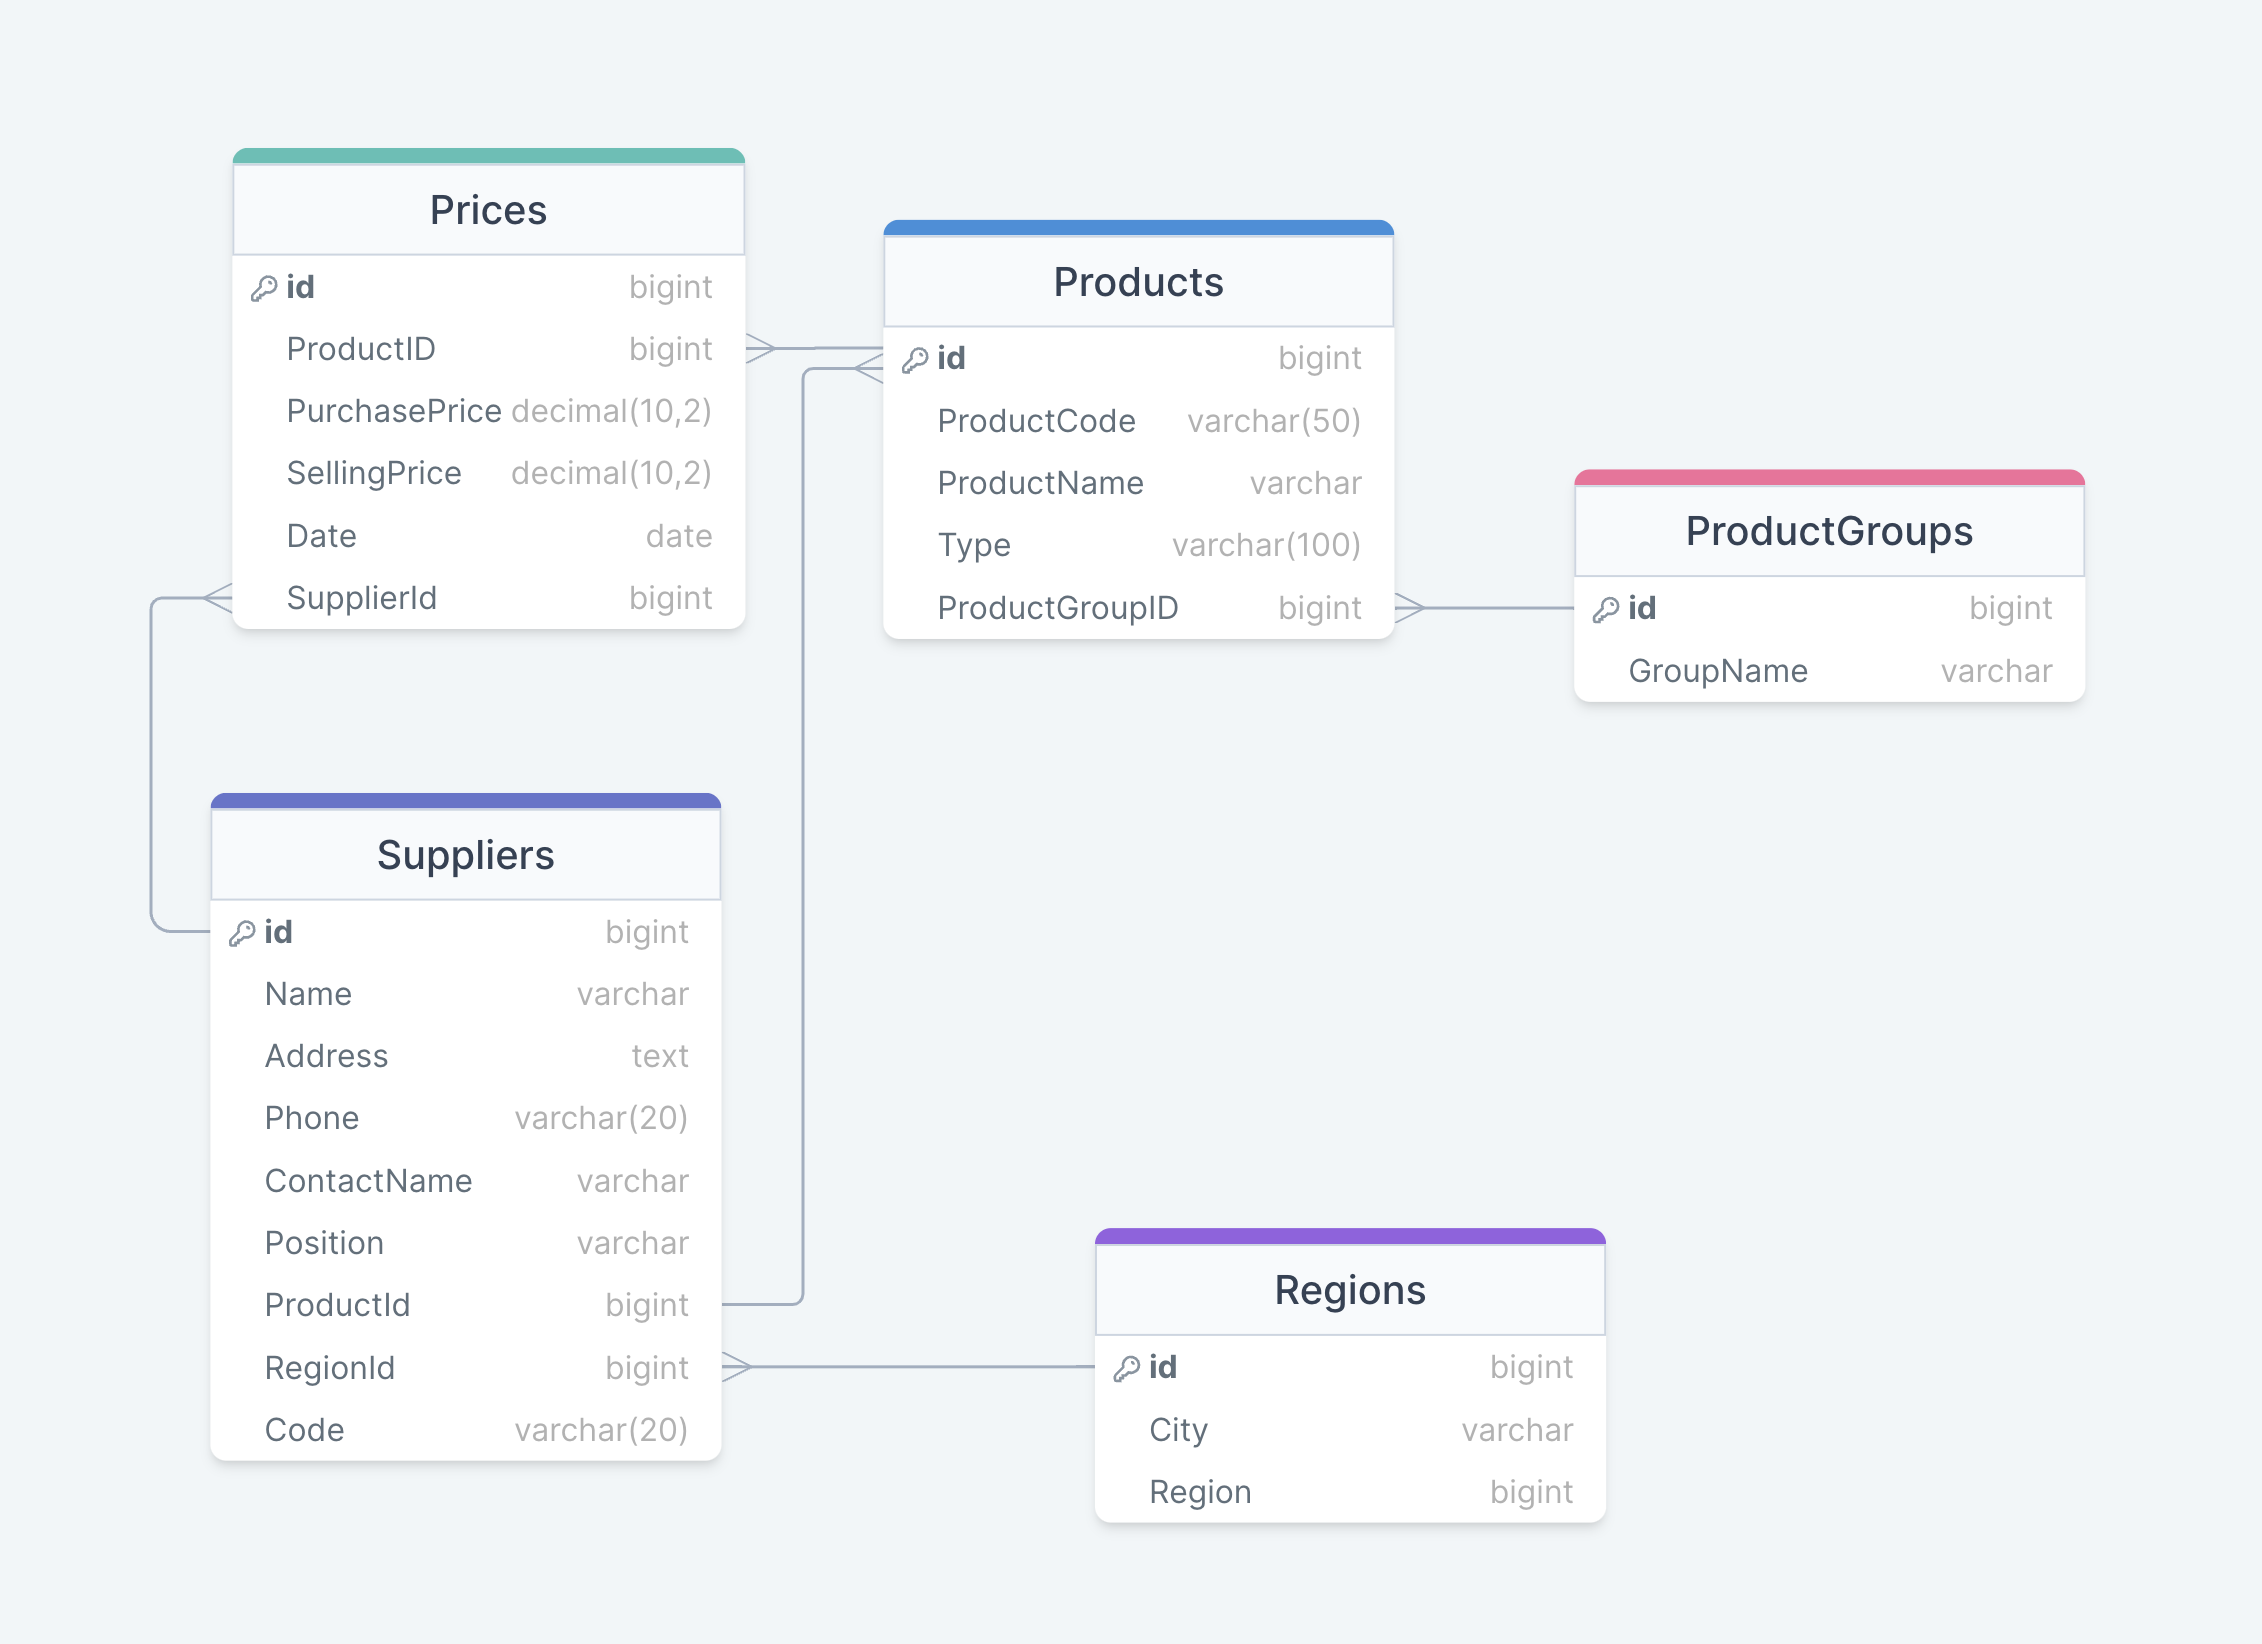 Prices
id bigint
ProductID bigint
PurchasePrice decimal(10,2)
SellingPrice decimal(10,2)
Date date
SupplierId bigint
Products
id bigint
ProductCode varchar(50)
ProductName varchar
Type varchar(100)
ProductGroupID bigint
ProductGroups
id bigint
GroupName varchar
Suppliers
id bigint
Name varchar
Address text
Phone varchar(20)
ContactName varchar
Position varchar
ProductId bigint
RegionId bigint
Code varchar(20)
Regions
id bigint
City varchar
Region bigint